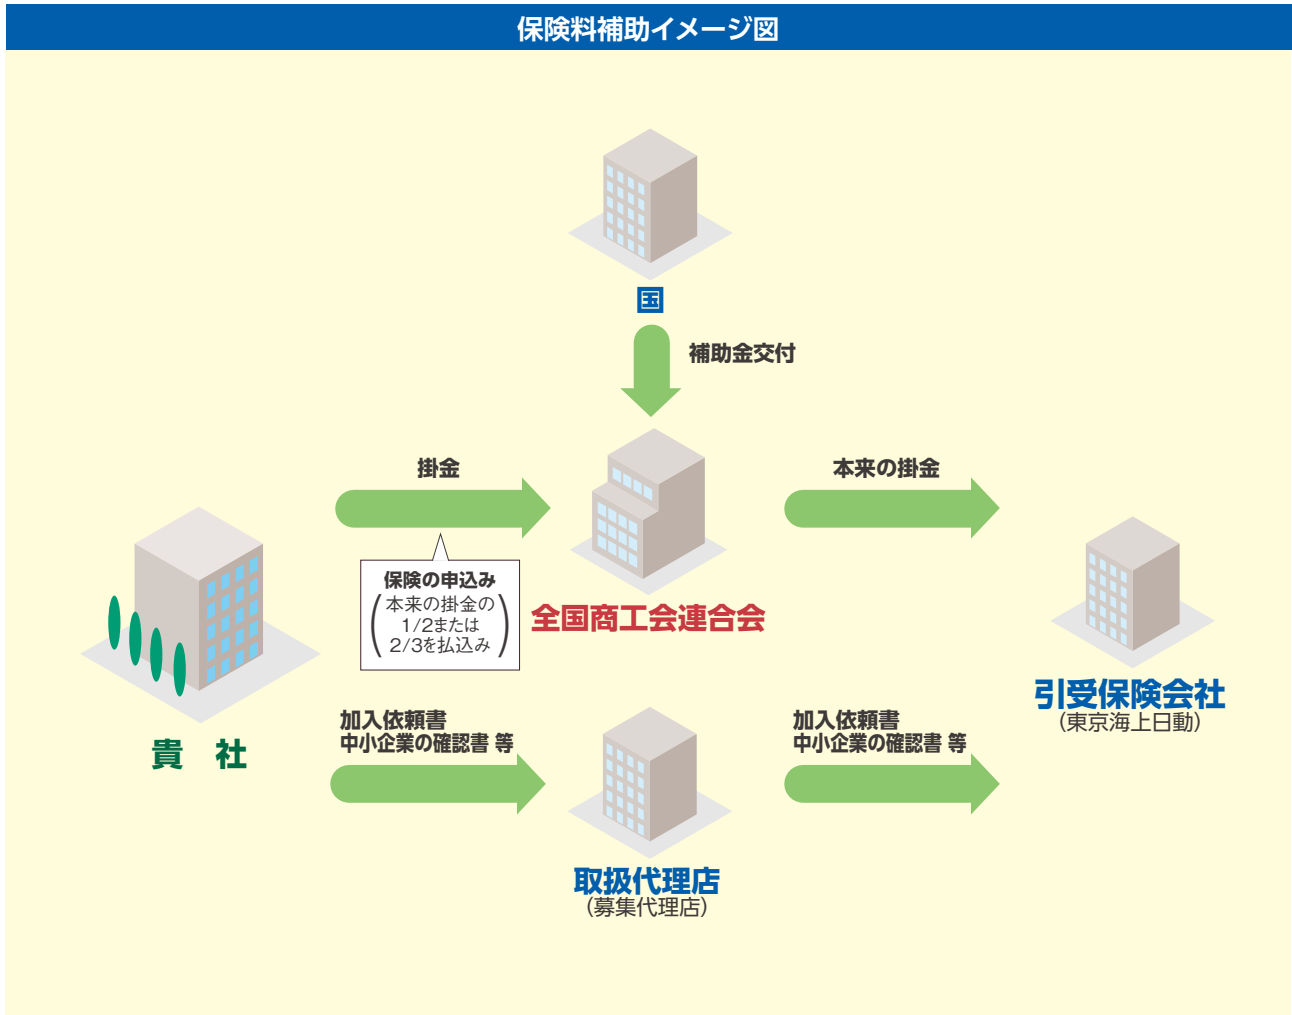 保険料補助イメージ図
国
補助金交付
掛金
本来の掛金
保険の申込み
(本来の掛金の
1/2または
2/3を払込み)
全国商工会連合会
引受保険会社
(東京海上日動)
貴 社
加入依頼書
中小企業の確認書 等
加入依頼書
中小企業の確認書 等
取扱代理店
(募集代理店)